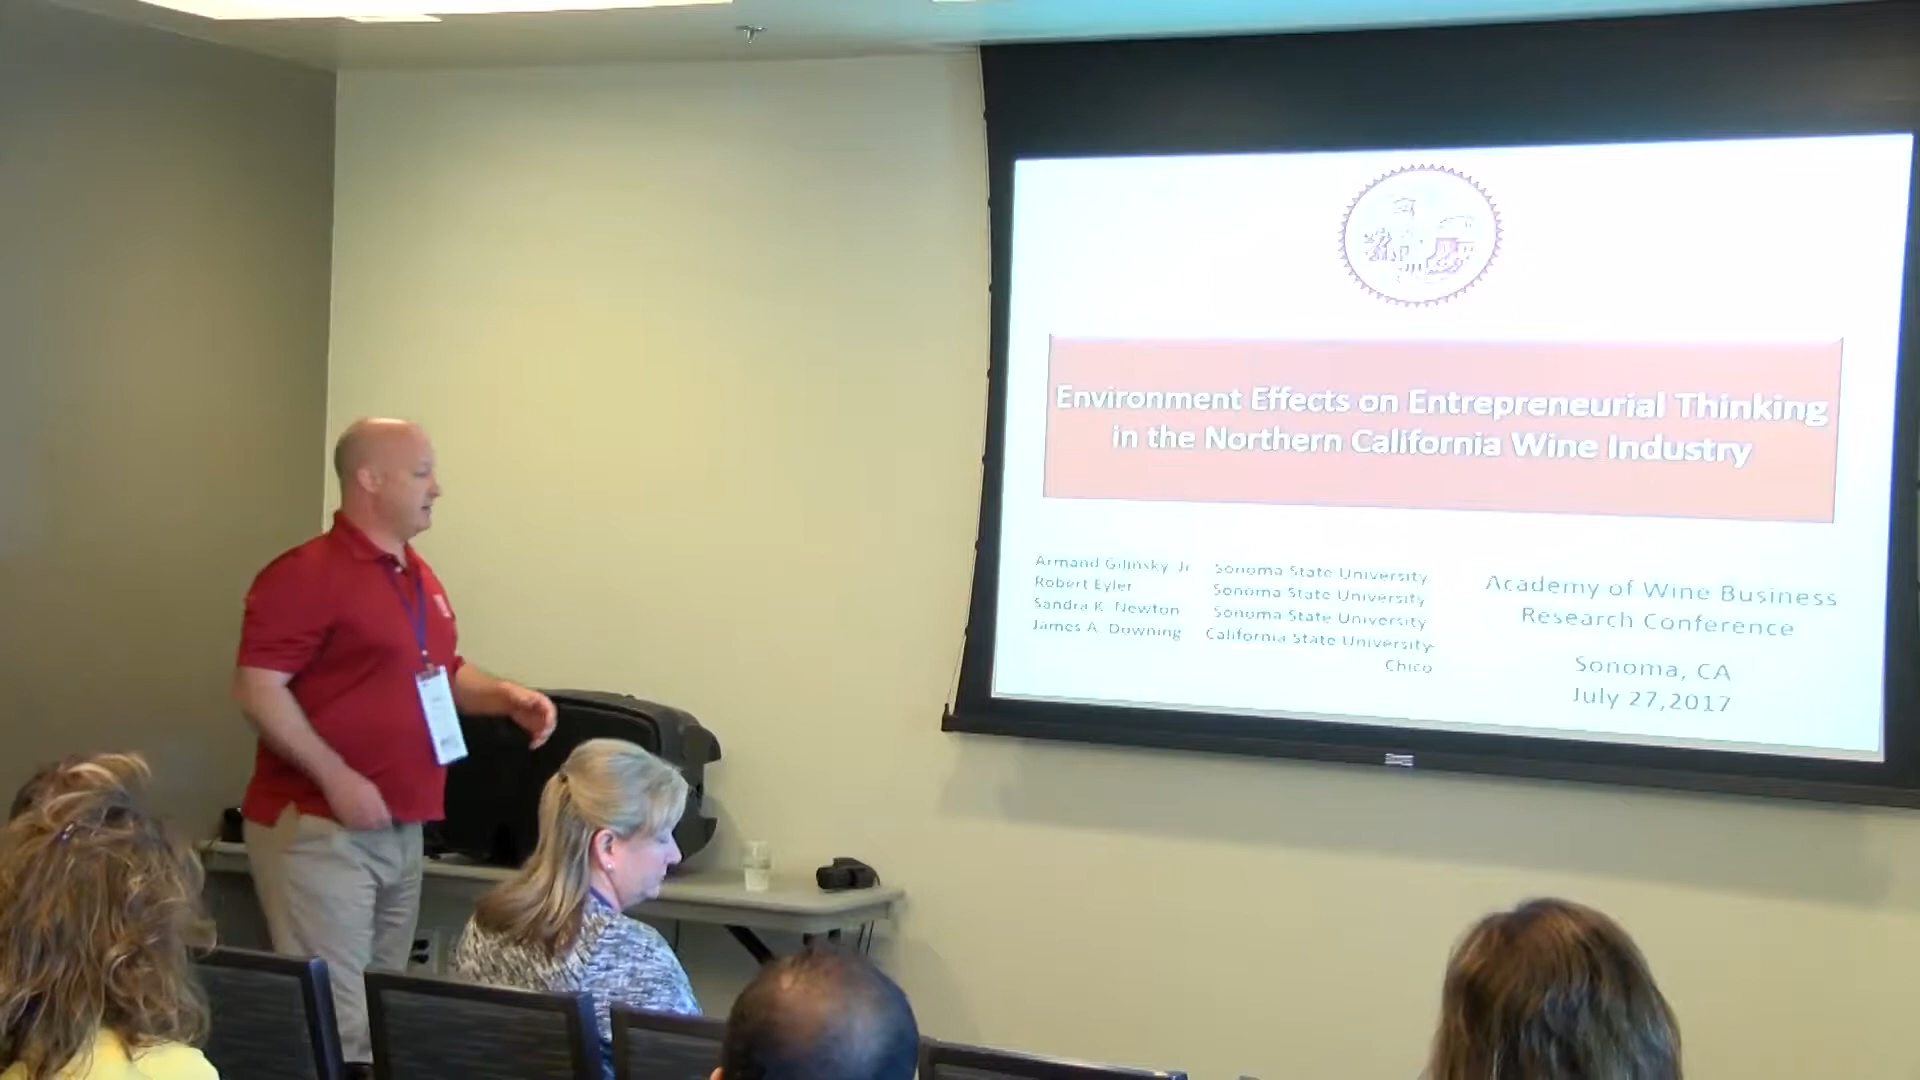 Environment Effects on Entrepreneurial Thinking
in the Northern California Wine Industry
Armand Gilinsky Jr
Sonoma State University
Robert Eyler
Sonoma State University
Sandra K. Newton
Sonoma State University
James A. Downing
California State University
Chico
Academy of Wine Business
Research Conference
Sonoma, CA
July 27,2017